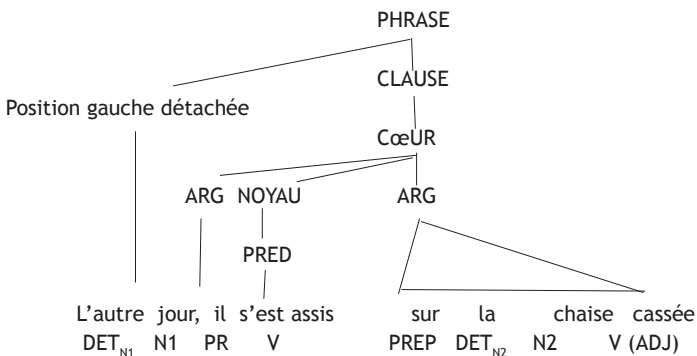 PHRASE
CLAUSE
Position gauche détachée
CœUR
ARG NOYAU ARG
PRED
L’autre jour, il s’est assis sur la chaise cassée
DETN1 N1 PR V PREP DETN2 N2 V (ADJ)